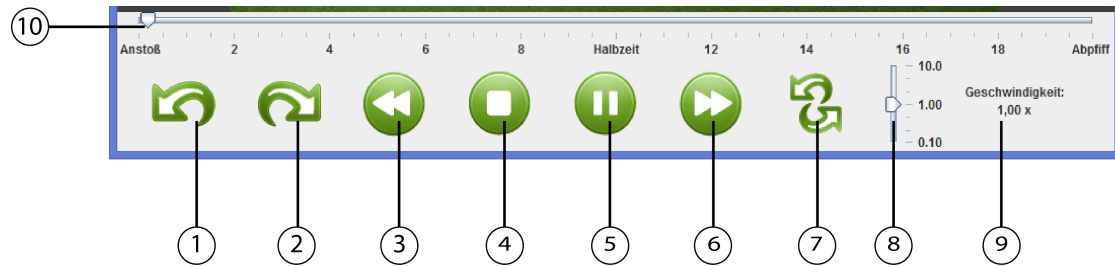 10
Anstoß 2 4 6 8 Halbzeit 12 14 16 18 Abpfiff
10.0
1.00
0.10
Geschwindigkeit:
1,00 x
1 2 3 4 5 6 7 8 9